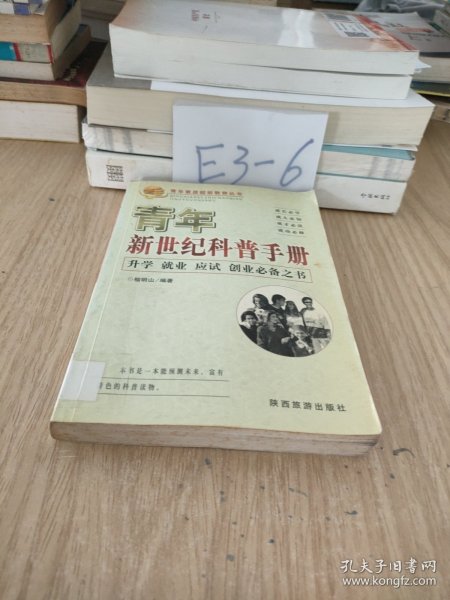 E3-6
青年
新世纪科普手册
升学 就业 应试 创业必备之书
编著
本书是一本能预测未来、富有
特色的科普读物。
陕西旅游出版社
孔夫子旧书网
www.kongfz.com